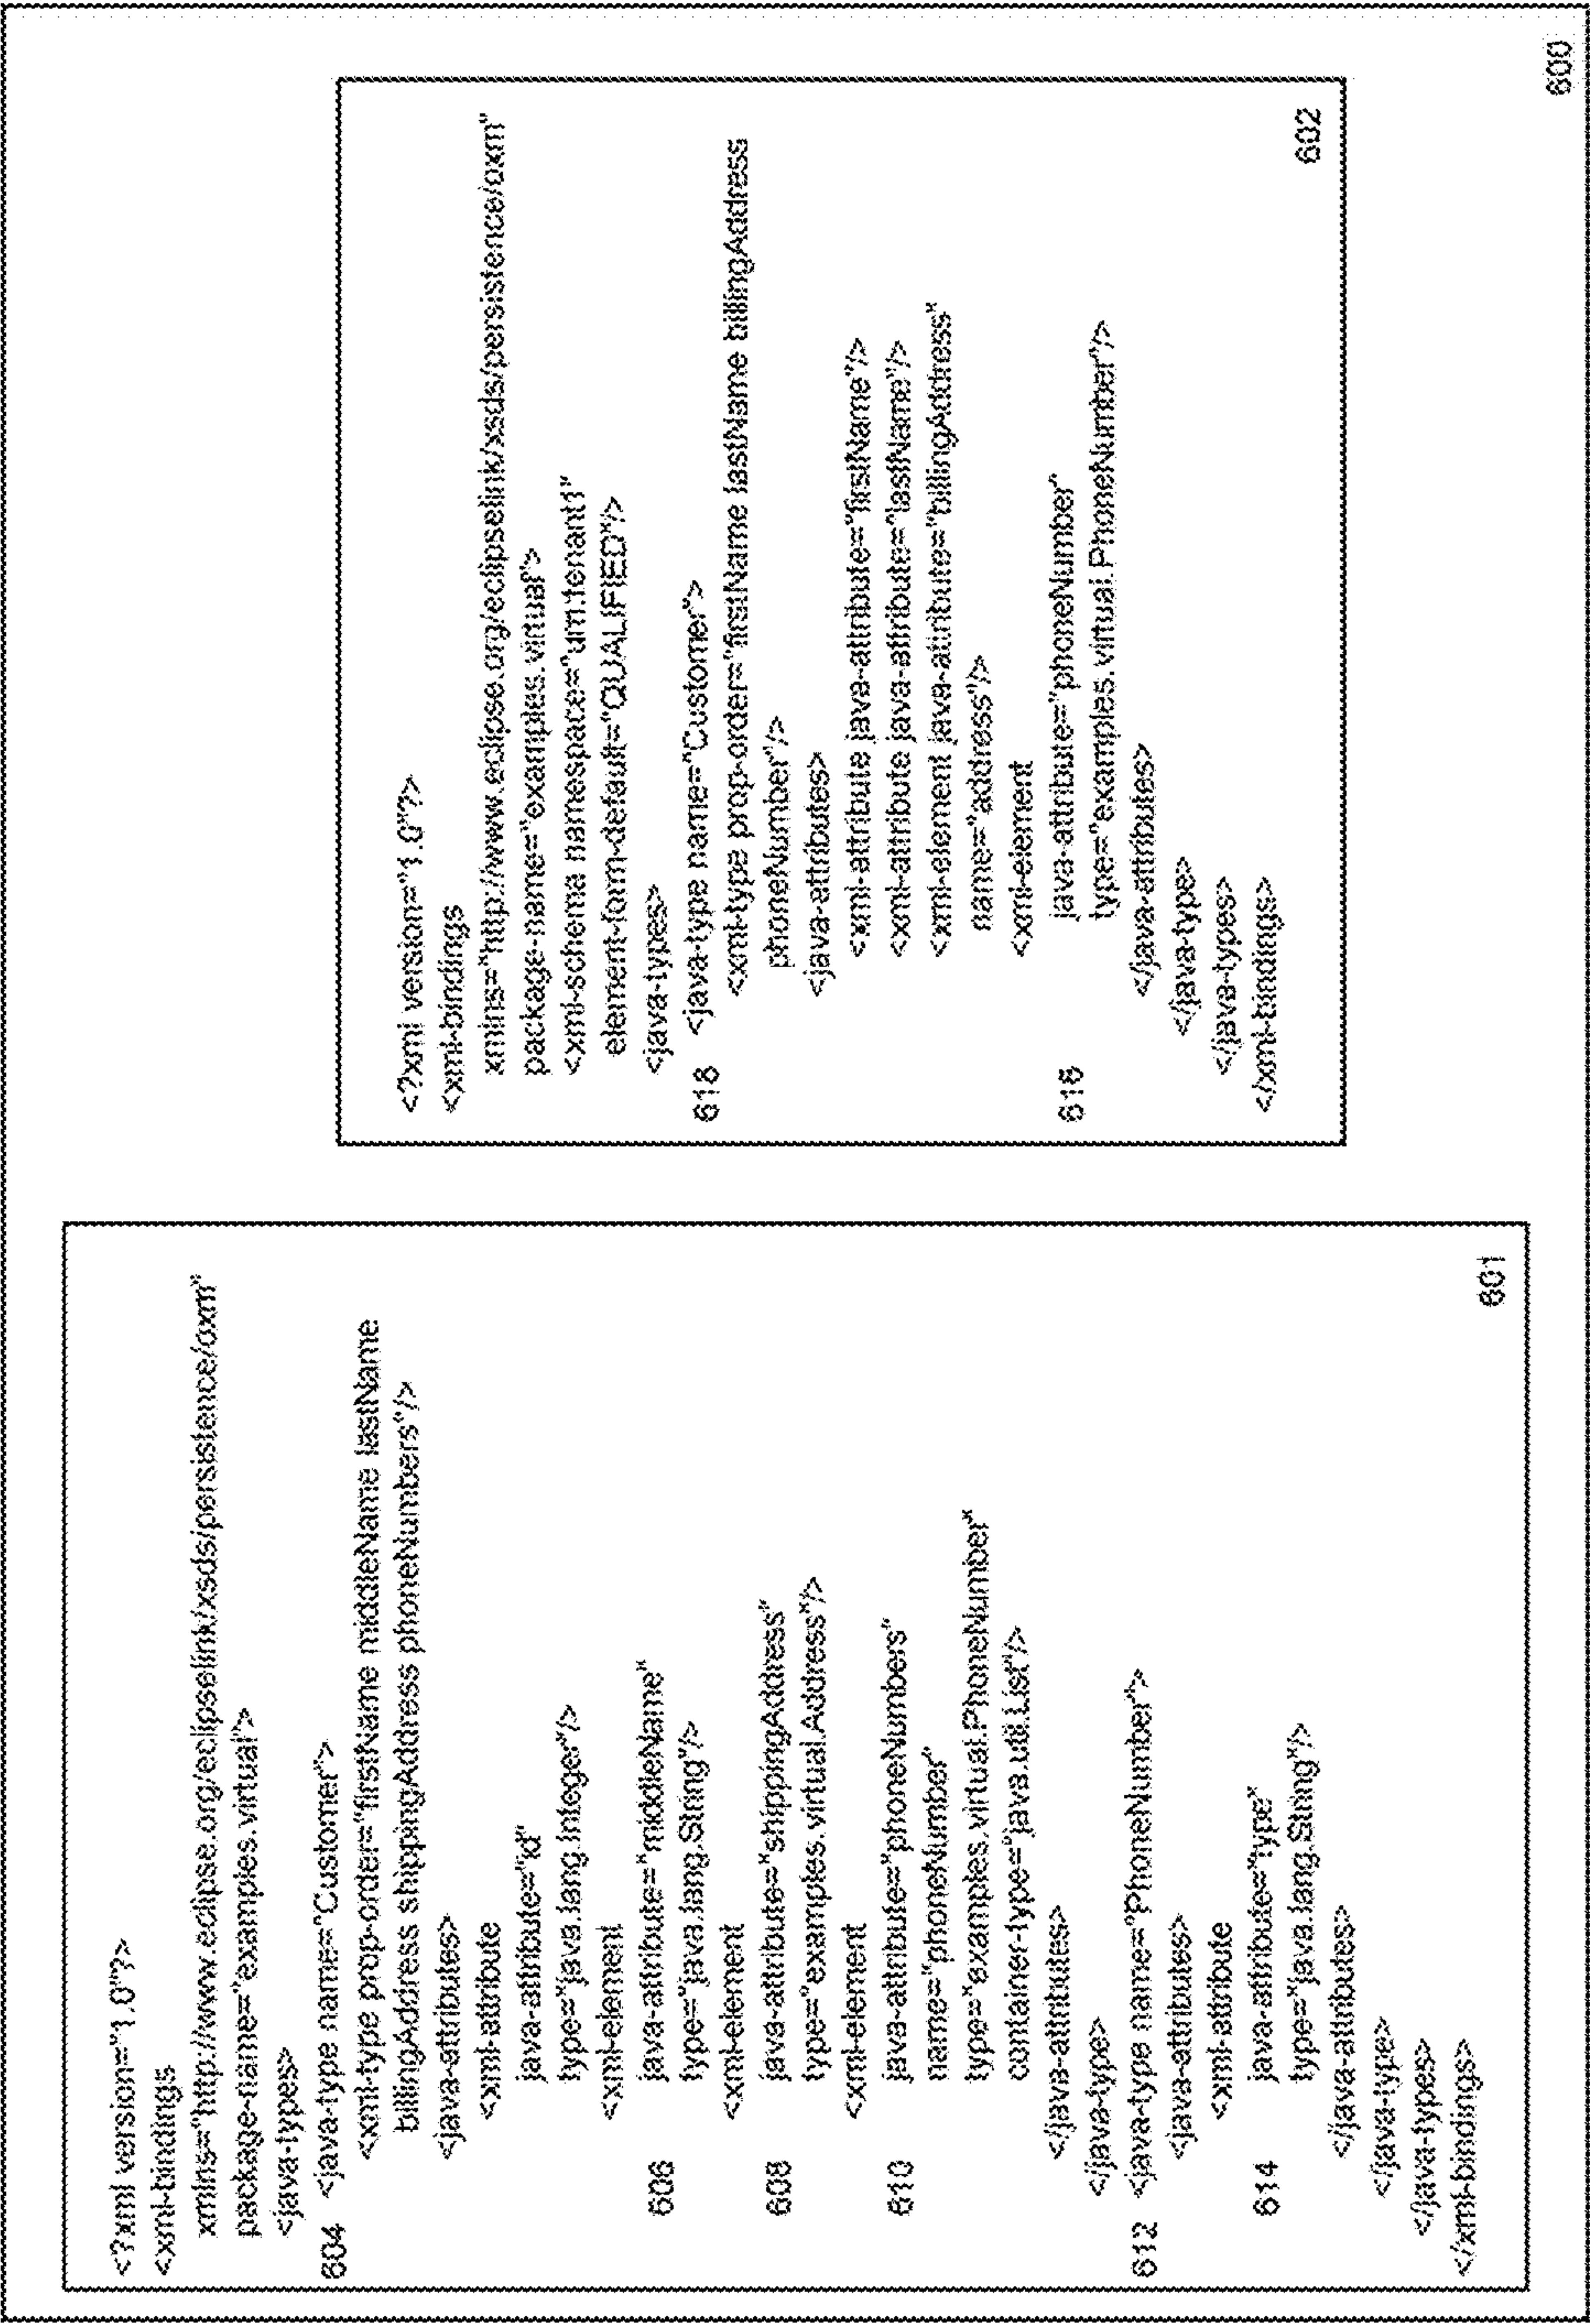 <?xml version="1.0"?>
<xml-bindings
xmlns="http://www.eclipse.org/eclipselink/xsds/persistence/oxm"
package-name="examples.virtual">
<java-types>
604 <java-type name="Customer">
<xml-type prop-order="firstName middleName lastName
billingAddress shippingAddress phoneNumbers"/>
<java-attributes>
<xml-attribute
java-attribute="id"
type="java.lang.Integer"/>
<xml-element
606 java-attribute="middleName"
type="java.lang.String"/>
<xml-element
608 java-attribute="shippingAddress"
type="examples.virtual.Address"/>
<xml-element
610 java-attribute="phoneNumbers"
name="phoneNumber"
type="examples.virtual.PhoneNumber"
container-type="java.util.List"/>
</java-attributes>
</java-type>
612 <java-type name="PhoneNumber">
<java-attributes>
<xml-attribute
614 java-attribute="type"
type="java.lang.String"/>
</java-attributes>
</java-type>
</java-types>
</xml-bindings>
601
<?xml version="1.0"?>
<xml-bindings
xmlns="http://www.eclipse.org/eclipselink/xsds/persistence/oxm"
package-name="examples.virtual">
<xml-schema namespace="urn:tenant1"
element-form-default="QUALIFIED"/>
<java-types>
618 <java-type name="Customer">
<xml-type prop-order="firstName lastName billingAddress
phoneNumber"/>
<java-attributes>
<xml-attribute java-attribute="firstName"/>
<xml-attribute java-attribute="lastName"/>
<xml-element java-attribute="billingAddress"
name="address"/>
<xml-element
616 java-attribute="phoneNumber"
type="examples.virtual.PhoneNumber"/>
</java-attributes>
</java-type>
</java-types>
</xml-bindings>
602
600